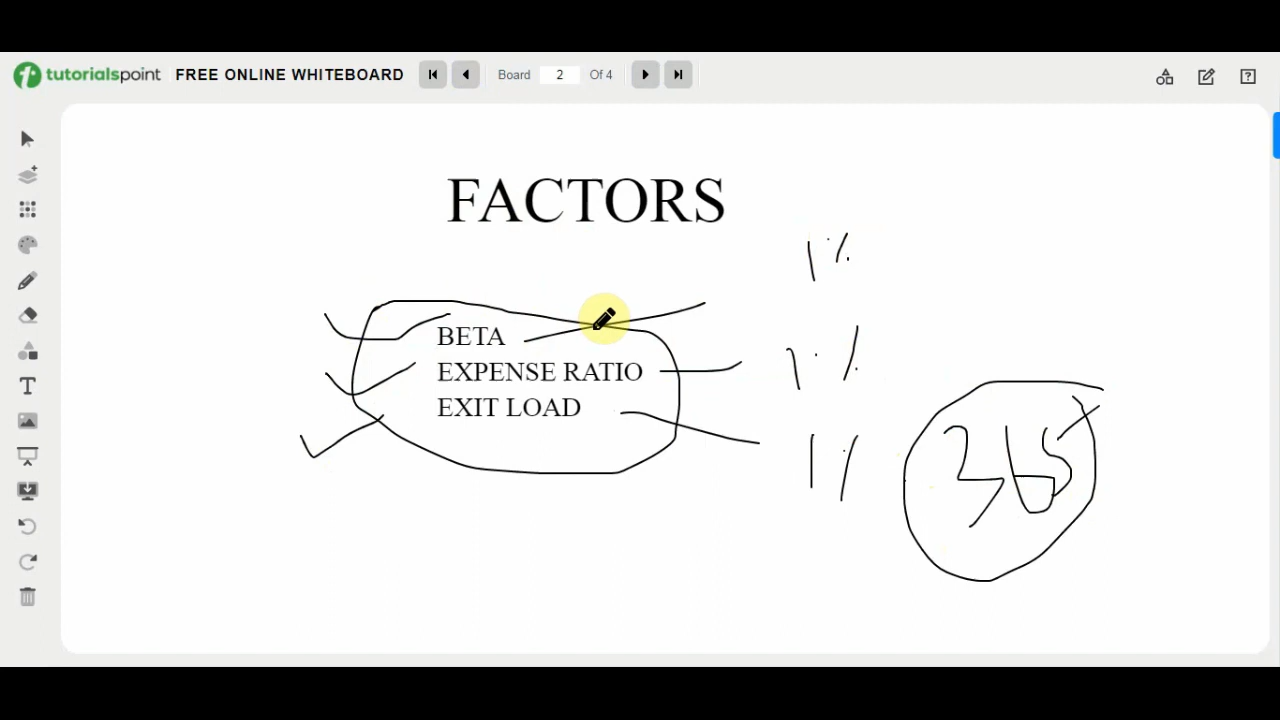 tutorialspoint FREE ONLINE WHITEBOARD Board 2 Of 4
FACTORS
1%
BETA
EXPENSE RATIO
1%
EXIT LOAD
1%
365